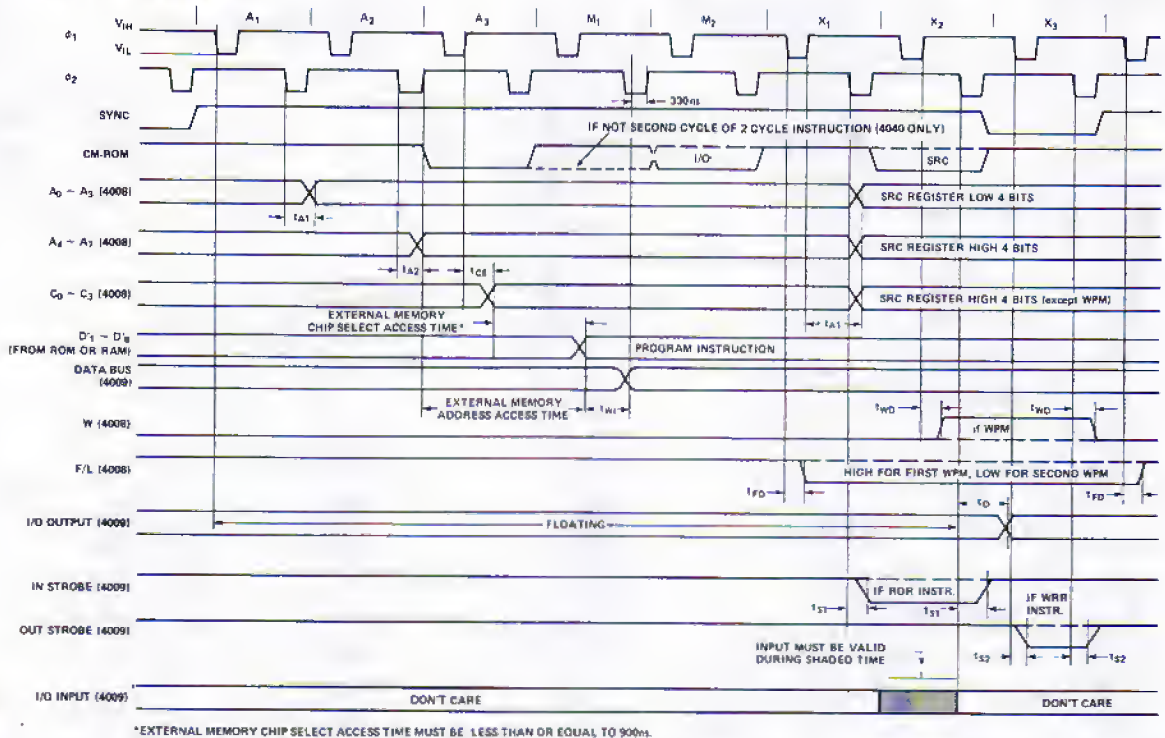 A1 A2 A3 M1 M2 X1 X2 X3
VIH
ϕ1
VIL
ϕ2
300ns
SYNC
IF NOT SECOND CYCLE OF 2 CYCLE INSTRUCTION (4040 ONLY)
CM-ROM
I/O
SRC
A0 ~ A3 (4008)
SRC REGISTER LOW 4 BITS
tA1
A4 ~ A7 (4008)
SRC REGISTER HIGH 4 BITS
tA2
tCS
C0 ~ C3 (4008)
SRC REGISTER HIGH 4 BITS (except WPM)
EXTERNAL MEMORY
CHIP SELECT ACCESS TIME*
tA1
D'1 ~ D'8
(FROM ROM OR RAM)
PROGRAM INSTRUCTION
DATA BUS
(4009)
EXTERNAL MEMORY
ADDRESS ACCESS TIME
tWD
tWD
W (4008)
if WPM
F/L (4008)
HIGH FOR FIRST WPM, LOW FOR SECOND WPM
tFD
tFD
tD
I/O OUTPUT (4009)
FLOATING
IN STROBE (4009)
IF RDR INSTR.
tS1
tS1
IF WRR
INSTR.
OUT STROBE (4009)
INPUT MUST BE VALID
DURING SHADED TIME
tS2
tS2
I/O INPUT (4009)
DON'T CARE
DON'T CARE
*EXTERNAL MEMORY CHIP SELECT ACCESS TIME MUST BE LESS THAN OR EQUAL TO 900ns.